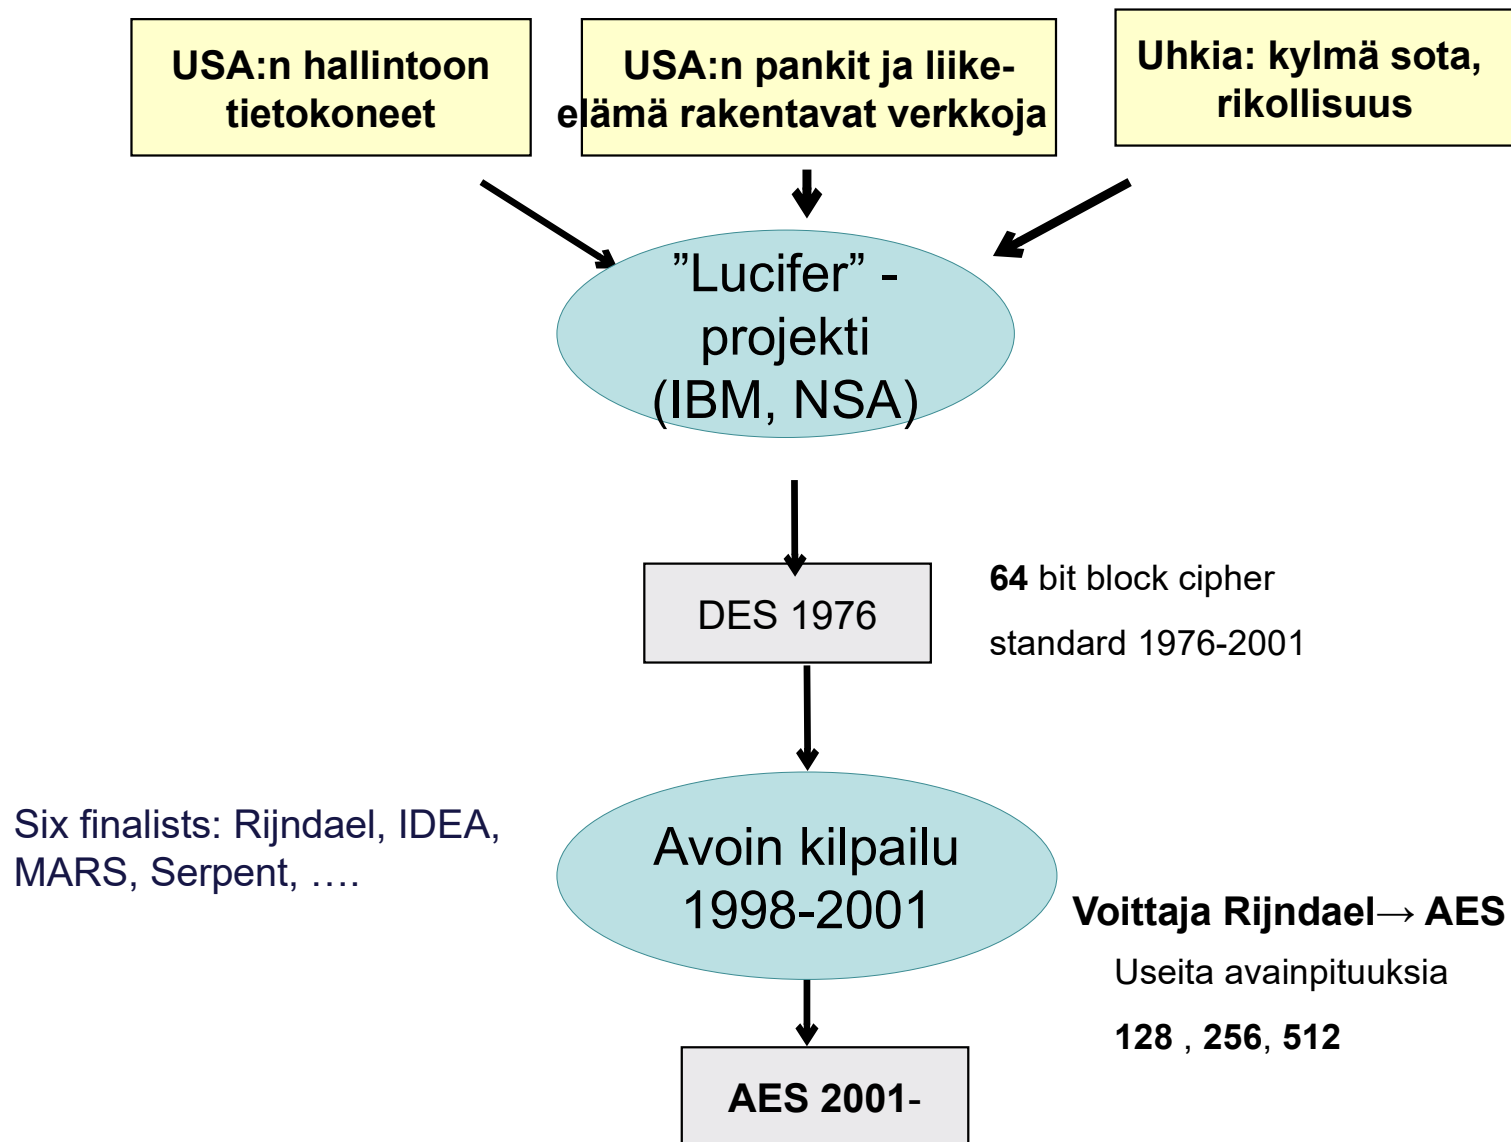 USA:n hallintoon
tietokoneet
USA:n pankit ja liike-
elämä rakentavat verkkoja
Uhkia: kylmä sota,
rikollisuus
”Lucifer” -
projekti
(IBM, NSA)
DES 1976
64 bit block cipher
standard 1976-2001
Six finalists: Rijndael, IDEA,
MARS, Serpent, ….
Avoin kilpailu
1998-2001
Voittaja Rijndael→ AES
Useita avainpituuksia
128 , 256, 512
AES 2001-